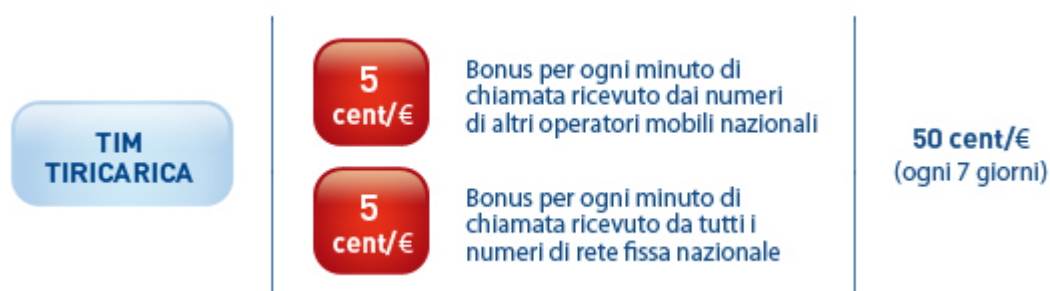 TIM
TIRICARICA
5
cent/€
Bonus per ogni minuto di
chiamata ricevuto dai numeri
di altri operatori mobili nazionali
5
cent/€
Bonus per ogni minuto di
chiamata ricevuto da tutti i
numeri di rete fissa nazionale
50 cent/€
(ogni 7 giorni)